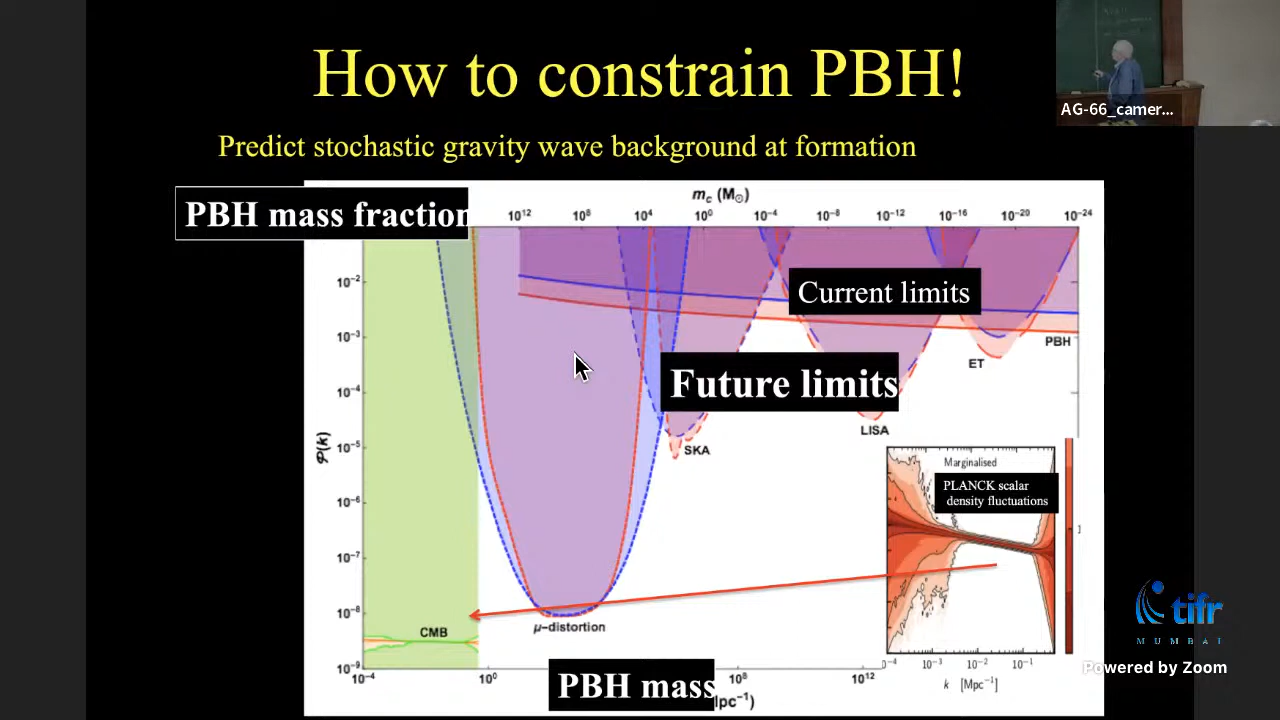 How to constrain PBH!
AG-66_camer...
Predict stochastic gravity wave background at formation
PBH mass fraction
m_c (M_⊙)
10^12 10^8 10^4 10^0 10^-4 10^-8 10^-12 10^-16 10^-20 10^-24
10^-2
Current limits
10^-3
PBH
ET
Future limits
10^-4
LISA
𝒫(k)
10^-5
SKA
Marginalised
PLANCK scalar
density fluctuations
10^-6
10^-7
10^-8
CMB
μ-distortion
10^-9
10^-4 10^0 10^8 10^12
PBH mass
lpc^-1)
-4 10^-3 10^-2 10^-1
k [Mpc^-1]
tifr
MUMBAI
Powered by Zoom